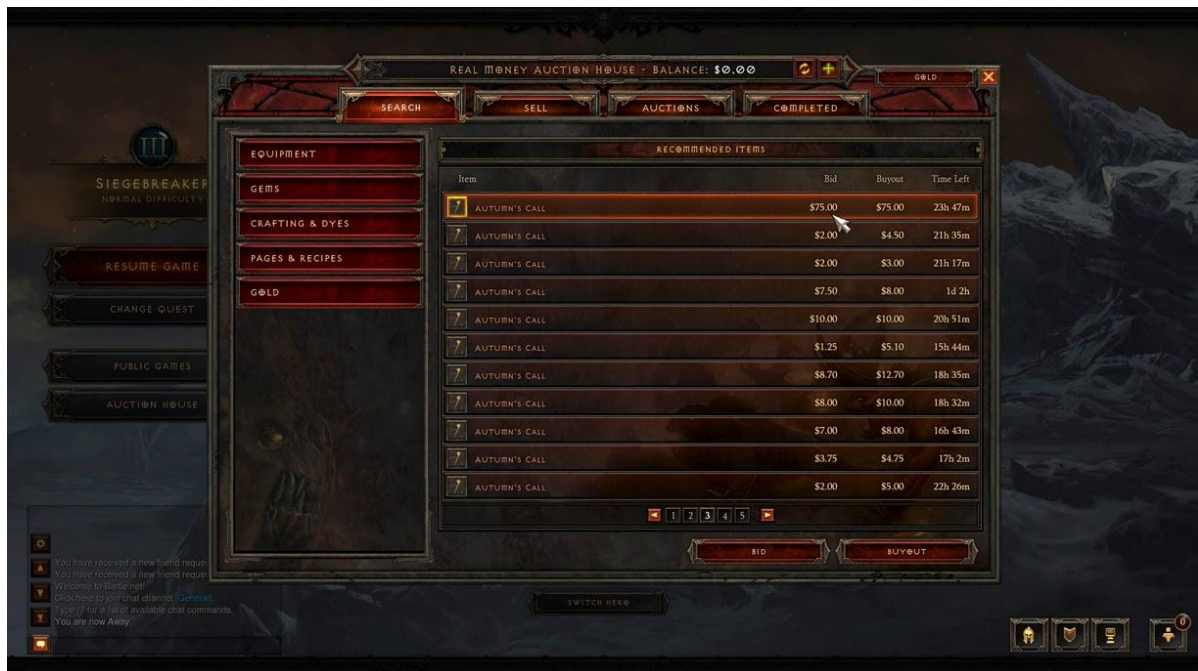 REAL MONEY AUCTION HOUSE - BALANCE: $0.00
GOLD
SEARCH
SELL
AUCTIONS
COMPLETED
III
SIEGEBREAKER
NORMAL DIFFICULTY
RESUME GAME
CHANGE QUEST
PUBLIC GAMES
AUCTION HOUSE
EQUIPMENT
GEMS
CRAFTING & DYES
PAGES & RECIPES
GOLD
RECOMMENDED ITEMS
Item Bid Buyout Time Left
AUTUMN'S CALL $75.00 $75.00 23h 47m
AUTUMN'S CALL $2.00 $4.50 21h 35m
AUTUMN'S CALL $2.00 $3.00 21h 17m
AUTUMN'S CALL $7.50 $8.00 1d 2h
AUTUMN'S CALL $10.00 $10.00 20h 51m
AUTUMN'S CALL $1.25 $5.10 15h 44m
AUTUMN'S CALL $8.70 $12.70 18h 35m
AUTUMN'S CALL $8.00 $10.00 18h 32m
AUTUMN'S CALL $7.00 $8.00 16h 43m
AUTUMN'S CALL $3.75 $4.75 17h 2m
AUTUMN'S CALL $2.00 $5.00 22h 26m
1 2 3 4 5
BID
BUYOUT
You have received a new friend reque
You have received a new friend reque
Welcome to Battle.net!
Click here to join chat channel [General].
Type /? for a list of available chat commands.
You are now Away.
SWITCH HERO
0